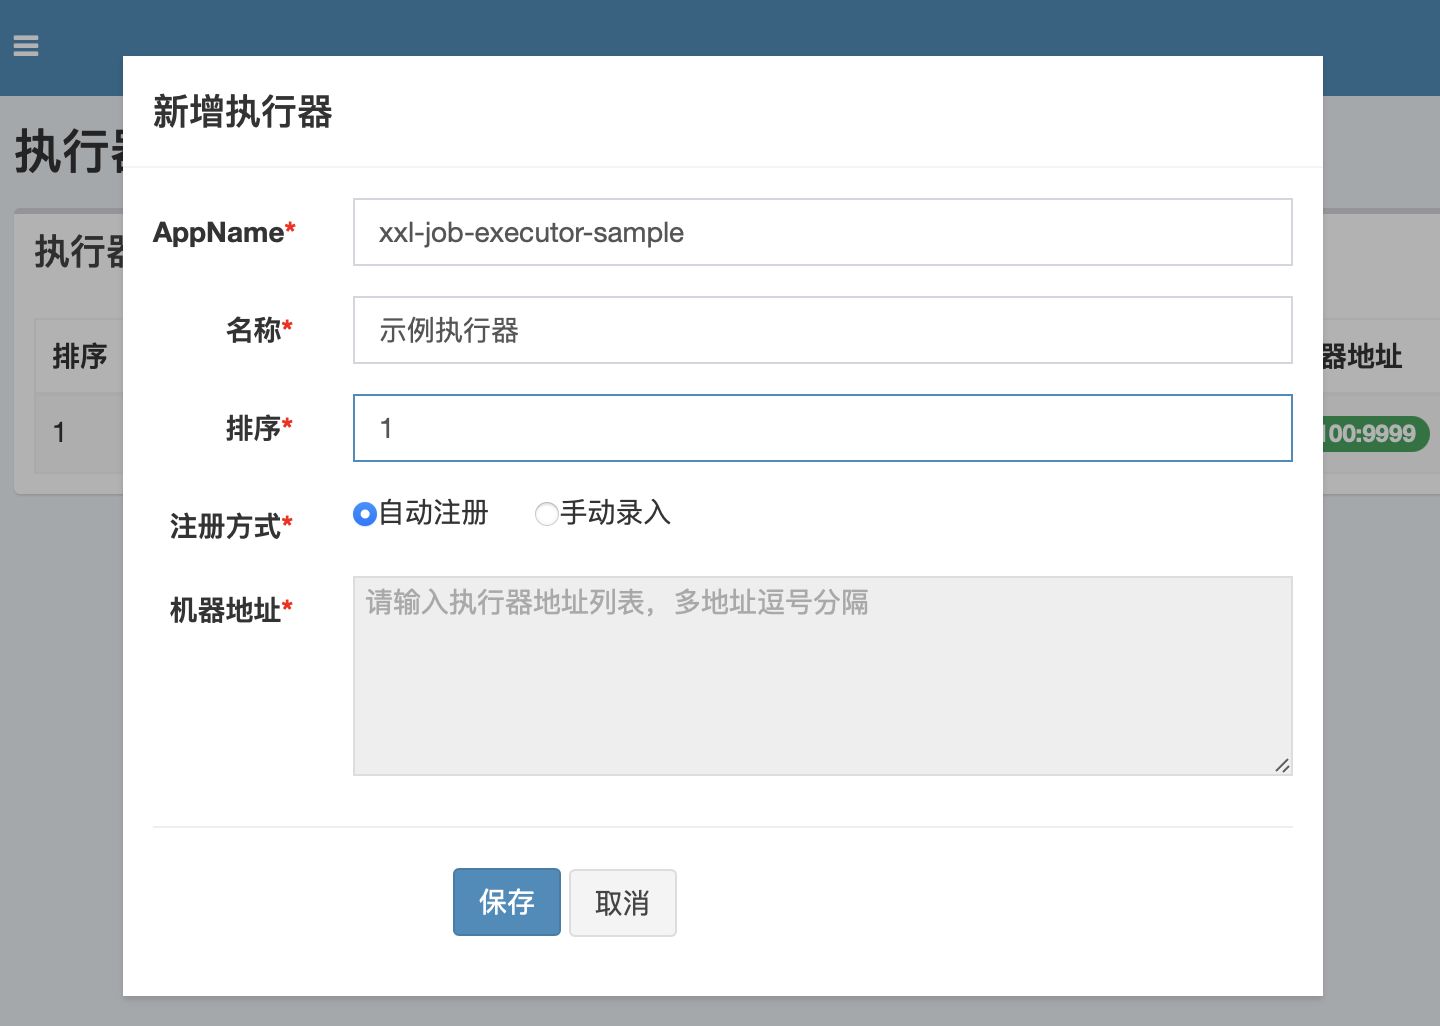 新增执行器
执行器
AppName*
xxl-job-executor-sample
执行器
名称*
示例执行器
排序
器地址
排序*
1
1
100:9999
注册方式*
自动注册
手动录入
机器地址*
请输入执行器地址列表，多地址逗号分隔
保存
取消